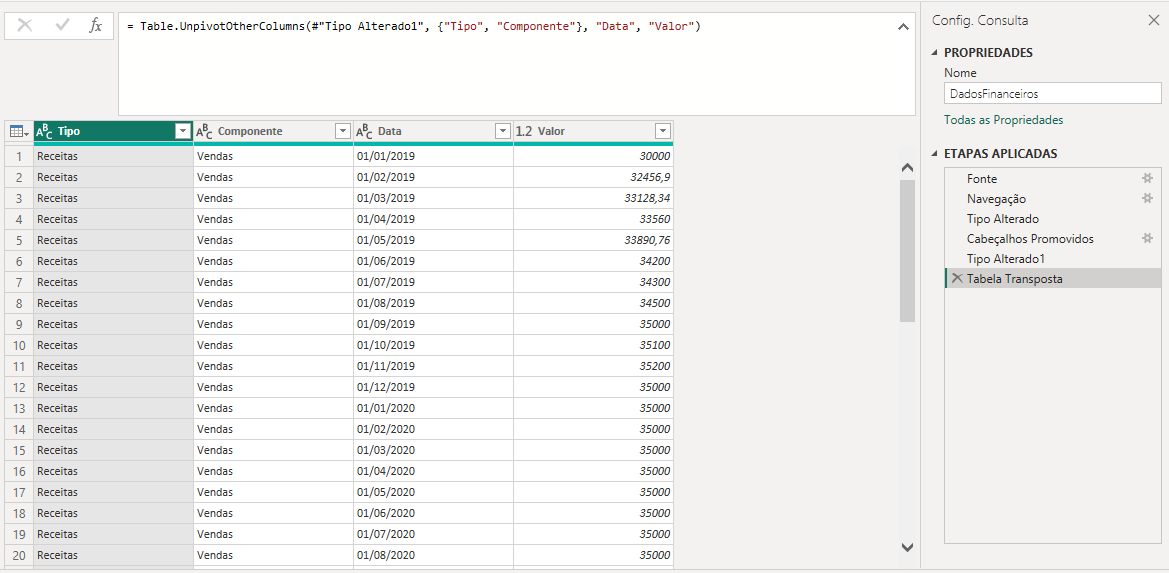 fx = Table.UnpivotOtherColumns(#"Tipo Alterado1", {"Tipo", "Componente"}, "Data", "Valor")
ABC Tipo ABC Componente ABC Data 1.2 Valor
1 Receitas Vendas 01/01/2019 30000
2 Receitas Vendas 01/02/2019 32456,9
3 Receitas Vendas 01/03/2019 33128,34
4 Receitas Vendas 01/04/2019 33560
5 Receitas Vendas 01/05/2019 33890,76
6 Receitas Vendas 01/06/2019 34200
7 Receitas Vendas 01/07/2019 34300
8 Receitas Vendas 01/08/2019 34500
9 Receitas Vendas 01/09/2019 35000
10 Receitas Vendas 01/10/2019 35100
11 Receitas Vendas 01/11/2019 35200
12 Receitas Vendas 01/12/2019 35000
13 Receitas Vendas 01/01/2020 35000
14 Receitas Vendas 01/02/2020 35000
15 Receitas Vendas 01/03/2020 35000
16 Receitas Vendas 01/04/2020 35000
17 Receitas Vendas 01/05/2020 35000
18 Receitas Vendas 01/06/2020 35000
19 Receitas Vendas 01/07/2020 35000
20 Receitas Vendas 01/08/2020 35000
Config. Consulta
PROPRIEDADES
Nome
DadosFinanceiros
Todas as Propriedades
ETAPAS APLICADAS
Fonte
Navegação
Tipo Alterado
Cabeçalhos Promovidos
Tipo Alterado1
Tabela Transposta